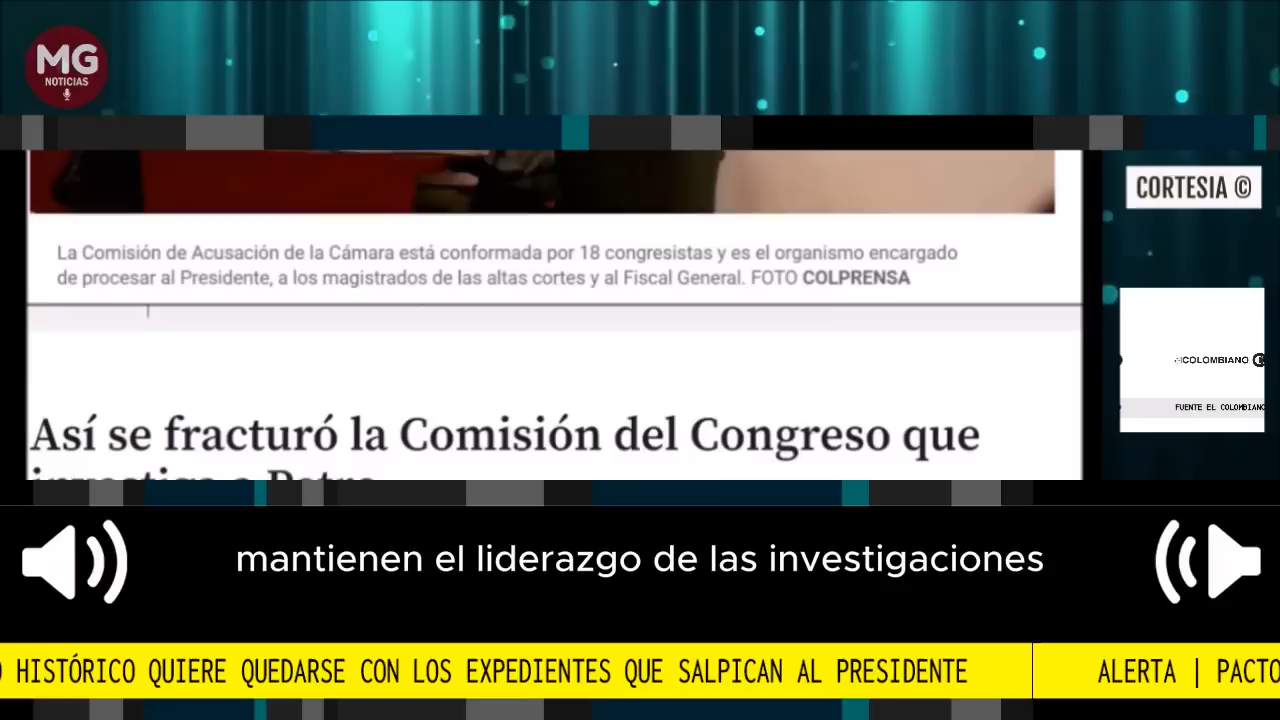 MG
NOTICIAS
CORTESIA ©
La Comisión de Acusación de la Cámara está conformada por 18 congresistas y es el organismo encargado
de procesar al Presidente, a los magistrados de las altas cortes y al Fiscal General. FOTO COLPRENSA
COLOMBIANO
FUENTE EL COLOMBIANO
Así se fracturó la Comisión del Congreso que
investiga a Petro
mantienen el liderazgo de las investigaciones
O HISTÓRICO QUIERE QUEDARSE CON LOS EXPEDIENTES QUE SALPICAN AL PRESIDENTE ALERTA | PACTO